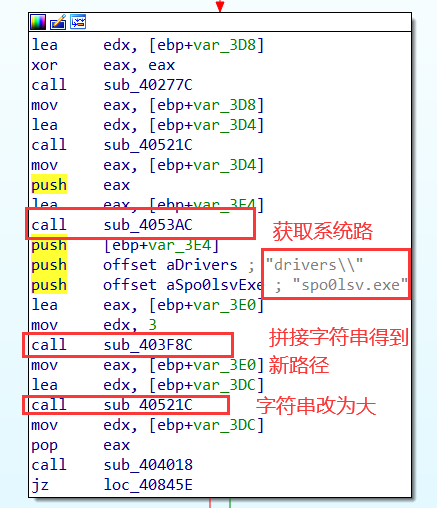 lea edx, [ebp+var_3D8]
xor eax, eax
call sub_40277C
mov eax, [ebp+var_3D8]
lea edx, [ebp+var_3D4]
call sub_40521C
mov eax, [ebp+var_3D4]
push eax
lea eax, [ebp+var_3E4]
call sub_4053AC
获取系统路
push [ebp+var_3E4]
push offset aDrivers ; "drivers\\"
push offset aSpo0lsvExe ; "spo0lsv.exe"
lea eax, [ebp+var_3E0]
mov edx, 3
拼接字符串得到
call sub_403F8C
新路径
mov eax, [ebp+var_3E0]
lea edx, [ebp+var_3DC]
call sub_40521C
字符串改为大
mov edx, [ebp+var_3DC]
pop eax
call sub_404018
jz loc_40845E